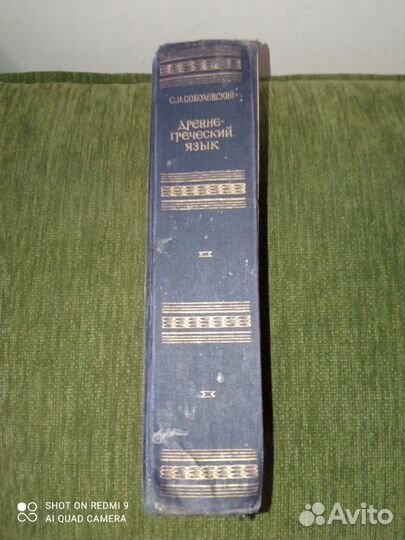 С.И.СОБОЛЕВСКИЙ
ДРЕВНЕ-
ГРЕЧЕСКИЙ
ЯЗЫК
SHOT ON REDMI 9
AI QUAD CAMERA
Avito